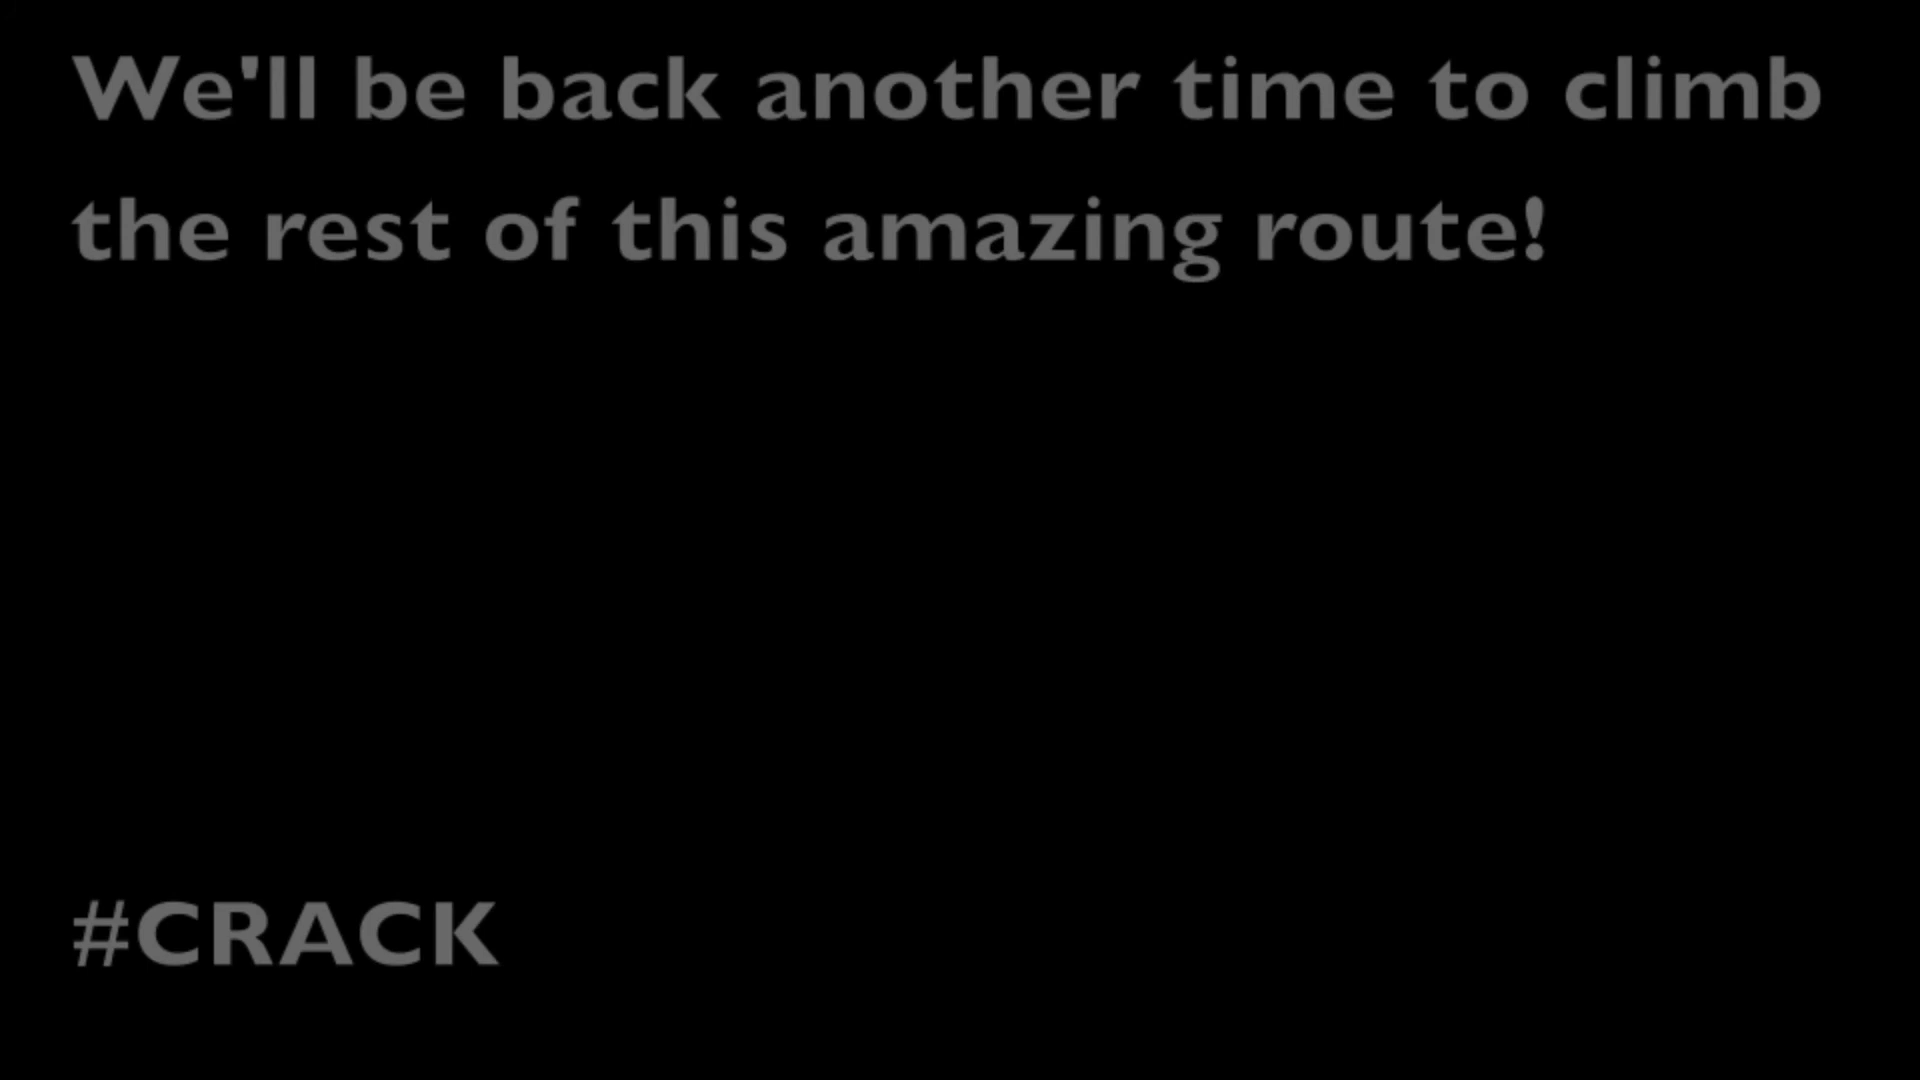 We'll be back another time to climb
the rest of this amazing route!
#CRACK